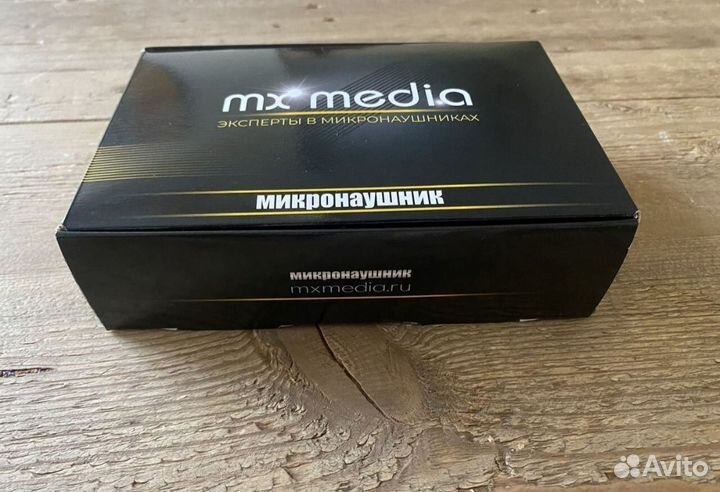 mx media
ЭКСПЕРТЫ В МИКРОНАУШНИКАХ
микронаушник
микронаушник
mxmedia.ru
Avito